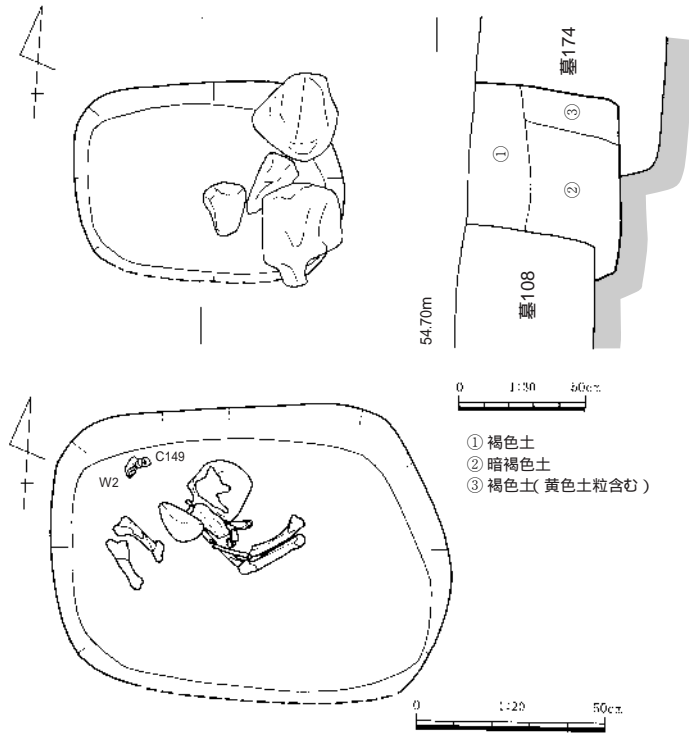 墓174
③
①
②
墓108
54.70m
0 1:30 50cm
① 褐色土
② 暗褐色土
③ 褐色土(黄色土粒含む)
C149
W2
0 1:20 50cm